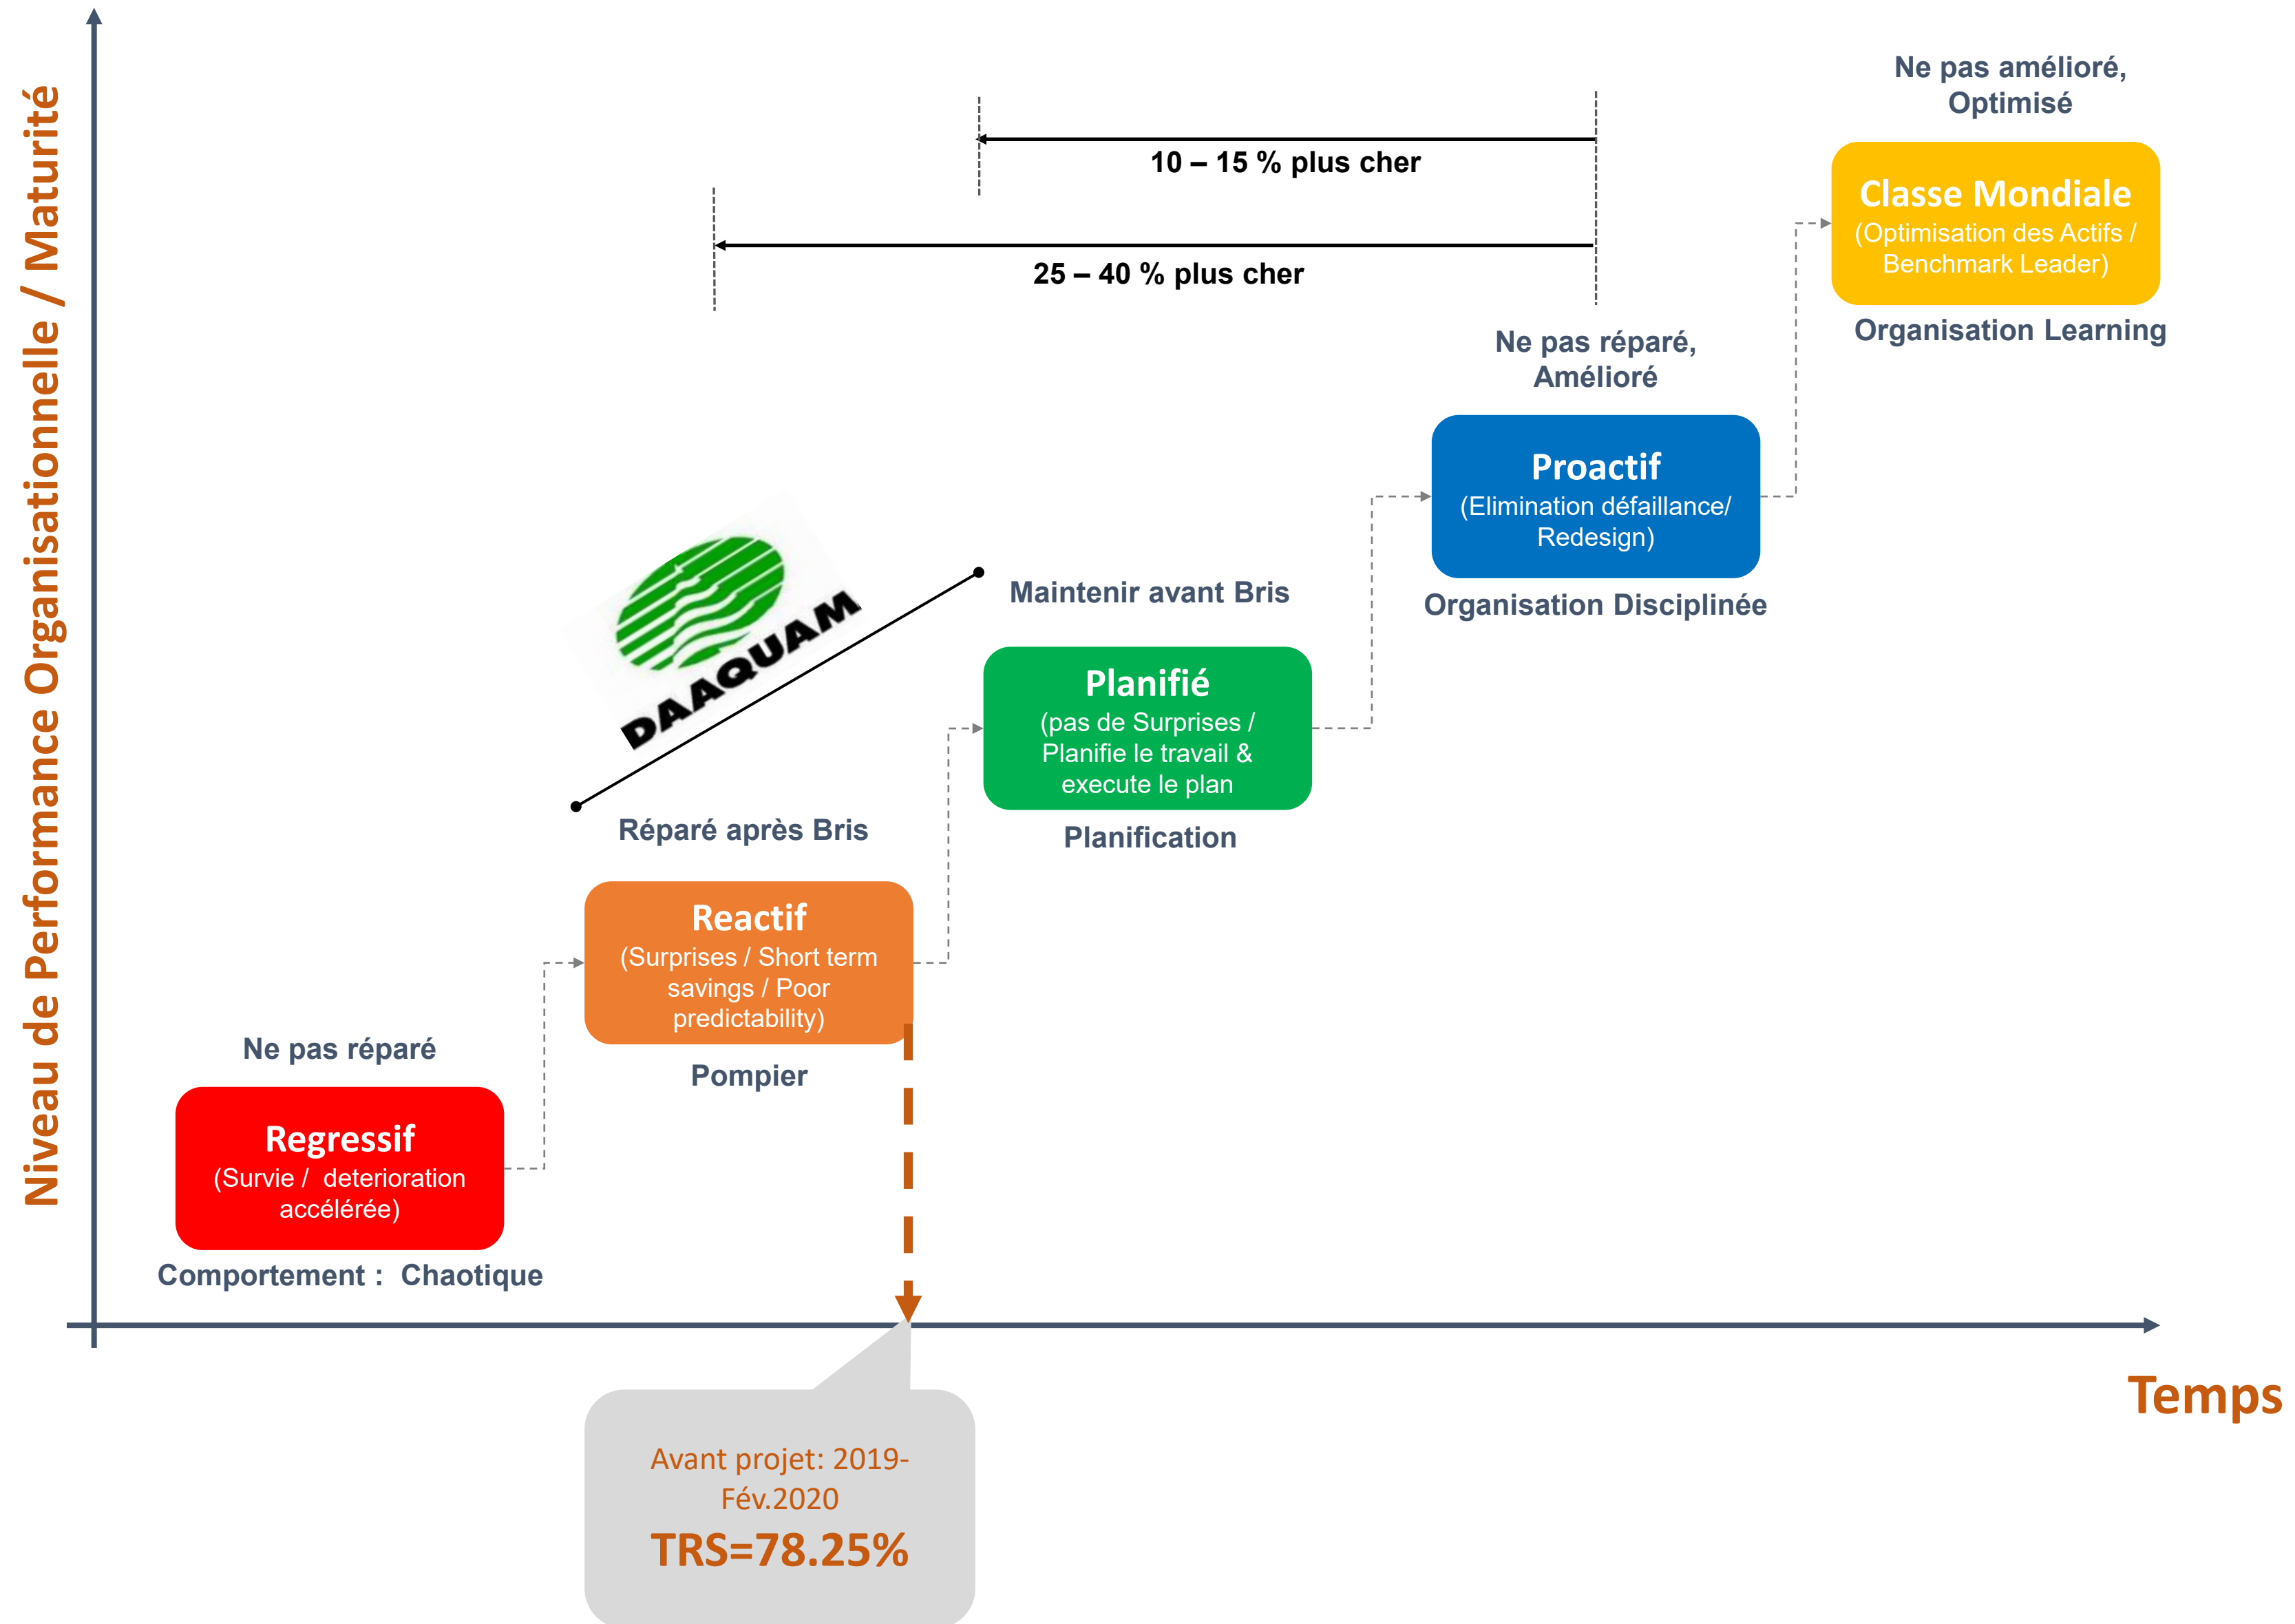 Niveau de Performance Organisationnelle / Maturité
Ne pas amélioré,
Optimisé
Classe Mondiale
(Optimisation des Actifs /
Benchmark Leader)
Organisation Learning
10 – 15 % plus cher
25 – 40 % plus cher
Ne pas réparé,
Amélioré
Proactif
(Elimination défaillance/
Redesign)
Organisation Disciplinée
DAAQUAM
Maintenir avant Bris
Planifié
(pas de Surprises /
Planifie le travail &
execute le plan
Planification
Réparé après Bris
Reactif
(Surprises / Short term
savings / Poor
predictability)
Pompier
Ne pas réparé
Regressif
(Survie /  deterioration
accélérée)
Comportement :  Chaotique
Temps
Avant projet: 2019-
Fév.2020
TRS=78.25%